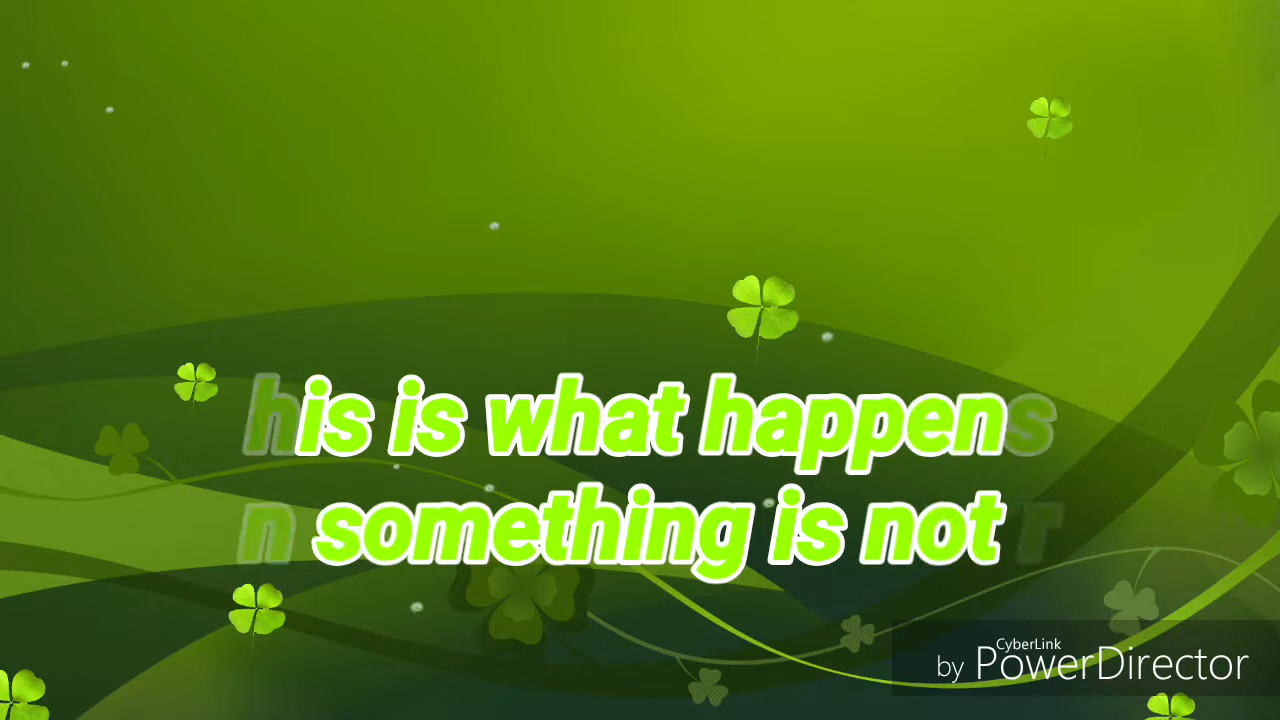 his is what happens
n something is not r
CyberLink
by PowerDirector